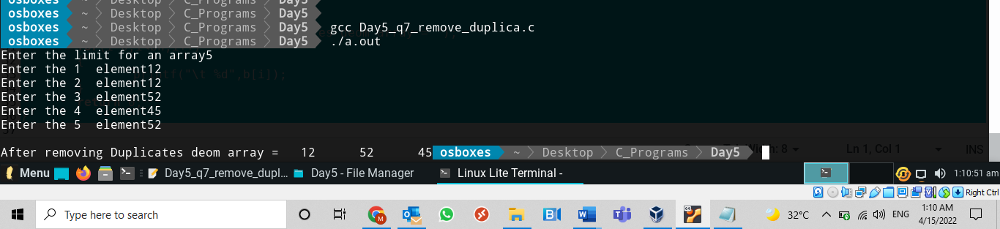 osboxes ~ Desktop C_Programs Day5
osboxes ~ Desktop C_Programs Day5
osboxes ~ Desktop C_Programs Day5 gcc Day5_q7_remove_duplica.c
osboxes ~ Desktop C_Programs Day5 ./a.out
Enter the limit for an array5
Enter the 1 element12
Enter the 2 element12
tf("\t %d",b[i]);
Enter the 3 element52
Enter the 4 element45
Enter the 5 element52
After removing Duplicates deom array = 12 52 45 osboxes ~ Desktop C_Programs Day5
Width: 8 Ln 1, Col 1 INS
Menu Day5_q7_remove_dupl... Day5 - File Manager Linux Lite Terminal - 1:10:51 am
Right Ctrl
Type here to search 32°C ENG 1:10 AM
4/15/2022